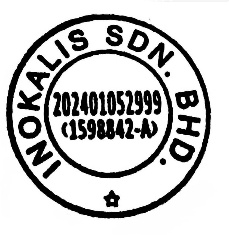 INOKALIS SDN. BHD.
202401052999
(1598842-A)